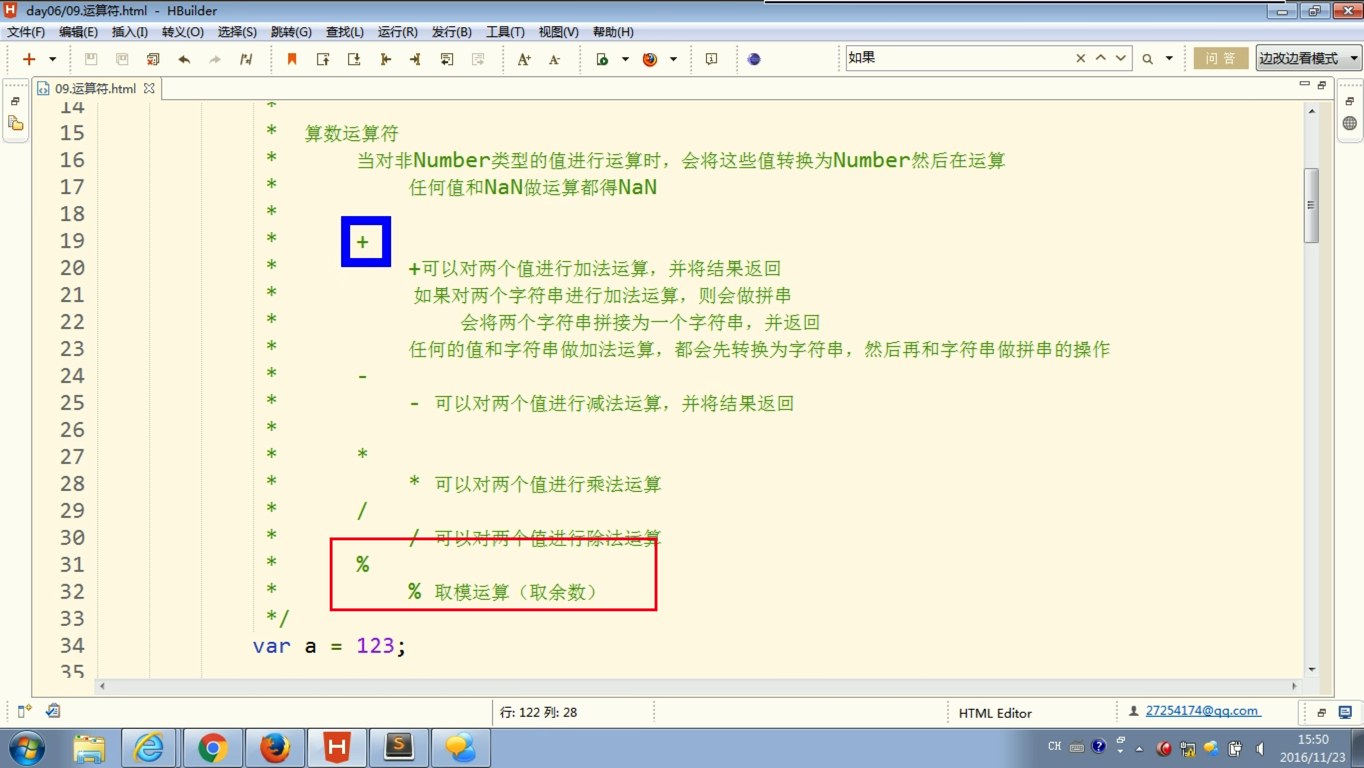 day06/09.运算符.html - HBuilder
文件(F) 编辑(E) 插入(I) 转义(O) 选择(S) 跳转(G) 查找(L) 运行(R) 发行(B) 工具(T) 视图(V) 帮助(H)
如果 问 答 边改边看模式
09.运算符.html
14 *
15 * 算数运算符
16 * 当对非Number类型的值进行运算时，会将这些值转换为Number然后在运算
17 * 任何值和NaN做运算都得NaN
18 *
19 * +
20 * +可以对两个值进行加法运算，并将结果返回
21 * 如果对两个字符串进行加法运算，则会做拼串
22 * 会将两个字符串拼接为一个字符串，并返回
23 * 任何的值和字符串做加法运算，都会先转换为字符串，然后再和字符串做拼串的操作
24 * -
25 * - 可以对两个值进行减法运算，并将结果返回
26 *
27 * *
28 * * 可以对两个值进行乘法运算
29 * /
30 * / 可以对两个值进行除法运算
31 * %
32 * % 取模运算（取余数）
33 */
34 var a = 123;
35
行: 122 列: 28 HTML Editor 27254174@qq.com
CH 15:50
2016/11/23